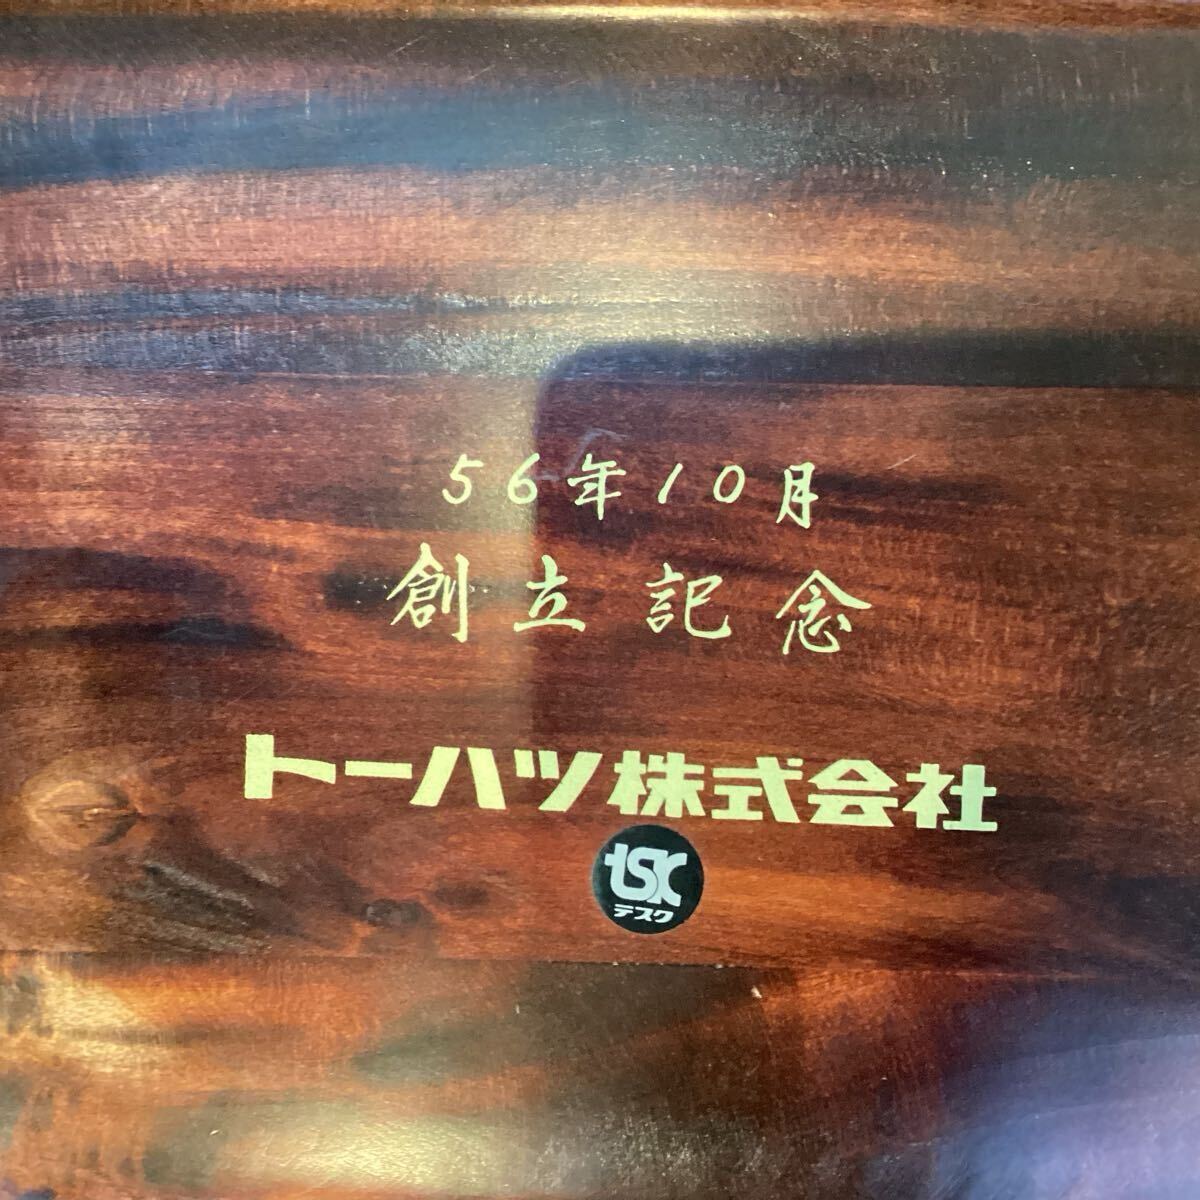 56年10月
創立記念
トーハツ株式会社
tsk
デスク